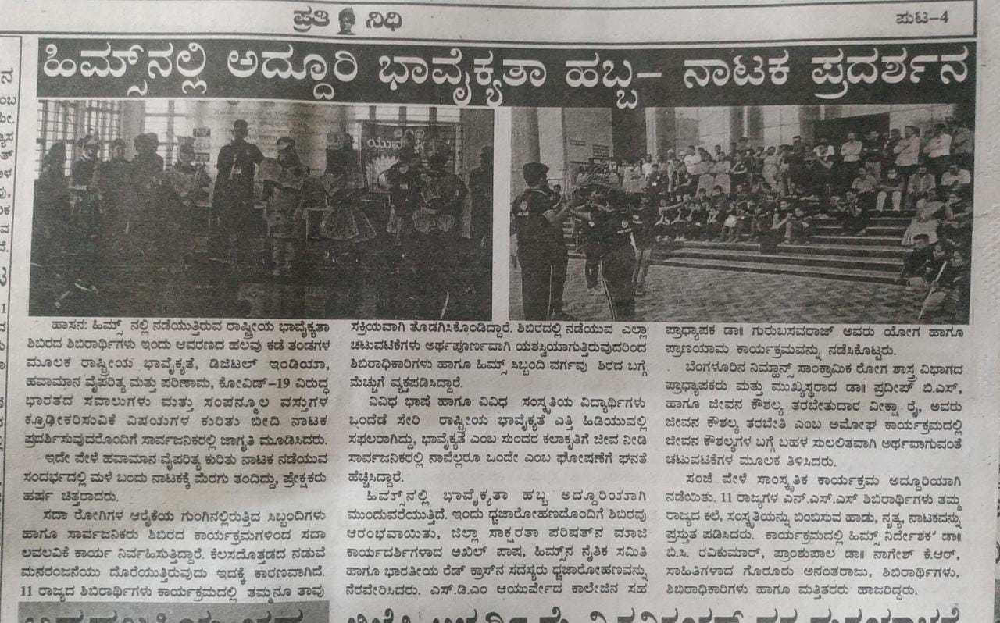 ಪ್ರತಿ ನಿಧಿ
ಪುಟ-4
ಹಿಮ್ಸ್‌ನಲ್ಲಿ ಅದ್ದೂರಿ ಭಾವೈಕ್ಯತಾ ಹಬ್ಬ- ನಾಟಕ ಪ್ರದರ್ಶನ
ಹಾಸನ: ಹಿಮ್ಸ್ ನಲ್ಲಿ ನಡೆಯುತ್ತಿರುವ ರಾಷ್ಟ್ರೀಯ ಭಾವೈಕ್ಯತಾ
ಶಿಬಿರದ ಶಿಬಿರಾರ್ಥಿಗಳು ಇಂದು ಆವರಣದ ಹಲವು ಕಡೆ ತಂಡಗಳ
ಮೂಲಕ ರಾಷ್ಟ್ರೀಯ ಭಾವೈಕ್ಯತೆ, ಡಿಜಿಟಲ್ ಇಂಡಿಯಾ,
ಹವಾಮಾನ ವೈಪರಿತ್ಯ ಮತ್ತು ಪರಿಣಾಮ, ಕೋವಿಡ್-19 ವಿರುದ್ಧ
ಭಾರತದ ಸವಾಲುಗಳು ಮತ್ತು ಸಂಪನ್ಮೂಲ ವಸ್ತುಗಳ
ಕ್ರೂಢೀಕರಿಸುವಿಕೆ ವಿಷಯಗಳ ಕುರಿತು ಬೀದಿ ನಾಟಕ
ಪ್ರದರ್ಶಿಸುವುದರೊಂದಿಗೆ ಸಾರ್ವಜನಿಕರಲ್ಲಿ ಜಾಗೃತಿ ಮೂಡಿಸಿದರು.
ಇದೇ ವೇಳೆ ಹವಾಮಾನ ವೈಪರಿತ್ಯ ಕುರಿತು ನಾಟಕ ನಡೆಯುವ
ಸಂದರ್ಭದಲ್ಲಿ ಮಳೆ ಬಂದು ನಾಟಕಕ್ಕೆ ಮೆರಗು ತಂದಿದ್ದು, ಪ್ರೇಕ್ಷಕರು
ಹರ್ಷ ಚಿತ್ತರಾದರು.
ಸದಾ ರೋಗಿಗಳ ಆರೈಕೆಯ ಗುಂಗಿನಲ್ಲಿರುತ್ತಿದ ಸಿಬ್ಬಂದಿಗಳು
ಹಾಗೂ ಸಾರ್ವಜನಿಕರು ಶಿಬಿರದ ಕಾರ್ಯಕ್ರಮಗಳಿಂದ ಸದಾ
ಲವಲವಿಕೆ ಕಾರ್ಯ ನಿರ್ವಹಿಸುತ್ತಿದ್ದಾರೆ. ಕೆಲಸದೊತ್ತಡದ ನಡುವೆ
ಮನರಂಜನೆಯು ದೊರೆಯುತ್ತಿರುವುದು ಇದಕ್ಕೆ ಕಾರಣವಾಗಿದೆ.
11 ರಾಜ್ಯದ ಶಿಬಿರಾರ್ಥಿಗಳು ಕಾರ್ಯಕ್ರಮದಲ್ಲಿ ತಮ್ಮನೂ ತಾವು
ಸಕ್ರಿಯವಾಗಿ ತೊಡಗಿಸಿಕೊಂಡಿದ್ದಾರೆ. ಶಿಬಿರದಲ್ಲಿ ನಡೆಯುವ ಎಲ್ಲಾ
ಚಟುವಟಿಕೆಗಳು ಅರ್ಥಪೂರ್ಣವಾಗಿ ಯಶಸ್ವಿಯಾಗುತ್ತಿರುವುದರಿಂದ
ಶಿಬಿರಾಧಿಕಾರಿಗಳು ಹಾಗೂ ಹಿಮ್ಸ್ ಸಿಬ್ಬಂದಿ ವರ್ಗವು ಶಿರದ ಬಗ್ಗೆ
ಮೆಚ್ಚುಗೆ ವ್ಯಕ್ತಪಡಿಸಿದ್ದಾರೆ.
ವಿವಿಧ ಭಾಷೆ ಹಾಗೂ ವಿವಿಧ ಸಂಸ್ಕೃತಿಯ ವಿದ್ಯಾರ್ಥಿಗಳು
ಒಂದೆಡೆ ಸೇರಿ ರಾಷ್ಟ್ರೀಯ ಭಾವೈಕ್ಯತೆ ಎತ್ತಿ ಹಿಡಿಯುವಲ್ಲಿ
ಸಫಲರಾಗಿದ್ದು, ಭಾವೈಕ್ಯತೆ ಎಂಬ ಸುಂದರ ಕಲಾಕೃತಿಗೆ ಜೀವ ನೀಡಿ
ಸಾರ್ವಜನಿಕರಲ್ಲಿ ನಾವೆಲ್ಲರೂ ಒಂದೇ ಎಂಬ ಘೋಷಣೆಗೆ ಘನತೆ
ಹೆಚ್ಚಿಸಿದ್ದಾರೆ.
ಹಿಮ್ಸ್‌ನಲ್ಲಿ ಭಾವೈಕ್ಯತಾ ಹಬ್ಬ ಅದ್ದೂರಿಯಾಗಿ
ಮುಂದುವರೆಯುತ್ತಿದೆ. ಇಂದು ಧ್ವಜಾರೋಹಣದೊಂದಿಗೆ ಶಿಬಿರವು
ಆರಂಭವಾಯಿತು, ಜಿಲ್ಲಾ ಸಾಕ್ಷರತಾ ಪರಿಷತ್‌ನ ಮಾಜಿ
ಕಾರ್ಯದರ್ಶಿಗಳಾದ ಅಖಿಲ್ ಪಾಷ, ಹಿಮ್ಸ್‌ನ ನೈತಿಕ ಸಮಿತಿ
ಹಾಗೂ ಭಾರತೀಯ ರೆಡ್ ಕ್ರಾಸ್‌ನ ಸದಸ್ಯರು ಧ್ವಜಾರೋಹಣವನ್ನು
ನೆರವೇರಿಸಿದರು. ಎಸ್.ಡಿ.ಎಂ ಆಯುರ್ವೇದ ಕಾಲೇಜಿನ ಸಹ
ಪ್ರಾಧ್ಯಾಪಕ ಡಾ॥ ಗುರುಬಸವರಾಜ್ ಅವರು ಯೋಗ ಹಾಗೂ
ಪ್ರಾಣಯಾಮ ಕಾರ್ಯಕ್ರಮವನ್ನು ನಡೆಸಿಕೊಟ್ಟರು.
ಬೆಂಗಳೂರಿನ ನಿಮ್ಹಾನ್ಸ್ ಸಾಂಕ್ರಾಮಿಕ ರೋಗ ಶಾಸ್ತ್ರ ವಿಭಾಗದ
ಪ್ರಾಧ್ಯಾಪಕರು ಮತ್ತು ಮುಖ್ಯಸ್ಥರಾದ ಡಾ॥ ಪ್ರದೀಪ್ ಬಿ.ಎಸ್,
ಹಾಗೂ ಜೀವನ ಕೌಶಲ್ಯ ತರಬೇತುದಾರ ವೀಕ್ಷಾ ರೈ, ಅವರು
ಜೀವನ ಕೌಶಲ್ಯ ತರಬೇತಿ ಎಂಬ ಅಮೋಘ ಕಾರ್ಯಕ್ರಮದಲ್ಲಿ
ಜೀವನ ಕೌಶಲ್ಯಗಳ ಬಗ್ಗೆ ಬಹಳ ಸುಲಲಿತವಾಗಿ ಅರ್ಥವಾಗುವಂತೆ
ಚಟುವಟಿಕೆಗಳ ಮೂಲಕ ತಿಳಿಸಿದರು.
ಸಂಜೆ ವೇಳೆ ಸಾಂಸ್ಕೃತಿಕ ಕಾರ್ಯಕ್ರಮ ಅದ್ದೂರಿಯಾಗಿ
ನಡೆಯಿತು. 11 ರಾಜ್ಯಗಳ ಎನ್.ಎಸ್.ಎಸ್ ಶಿಬಿರಾರ್ಥಿಗಳು ತಮ್ಮ
ರಾಜ್ಯದ ಕಲೆ, ಸಂಸ್ಕೃತಿಯನ್ನು ಬಿಂಬಿಸುವ ಹಾಡು, ನೃತ್ಯ, ನಾಟಕವನ್ನು
ಪ್ರಸ್ತುತ ಪಡಿಸಿದರು. ಕಾರ್ಯಕ್ರಮದಲ್ಲಿ ಹಿಮ್ಸ್ ನಿರ್ದೇಶಕ ಡಾ॥
ಬಿ.ಸಿ. ರವಿಕುಮಾರ್, ಪ್ರಾಂಶುಪಾಲ ಡಾ॥ ನಾಗೇಶ್ ಕೆ.ಆರ್,
ಸಾಹಿತಿಗಳಾದ ಗೊರೂರು ಅನಂತರಾಜು, ಶಿಬಿರಾರ್ಥಿಗಳು,
ಶಿಬಿರಾಧಿಕಾರಿಗಳು ಹಾಗೂ ಮತ್ತಿತರರು ಹಾಜರಿದ್ದರು.